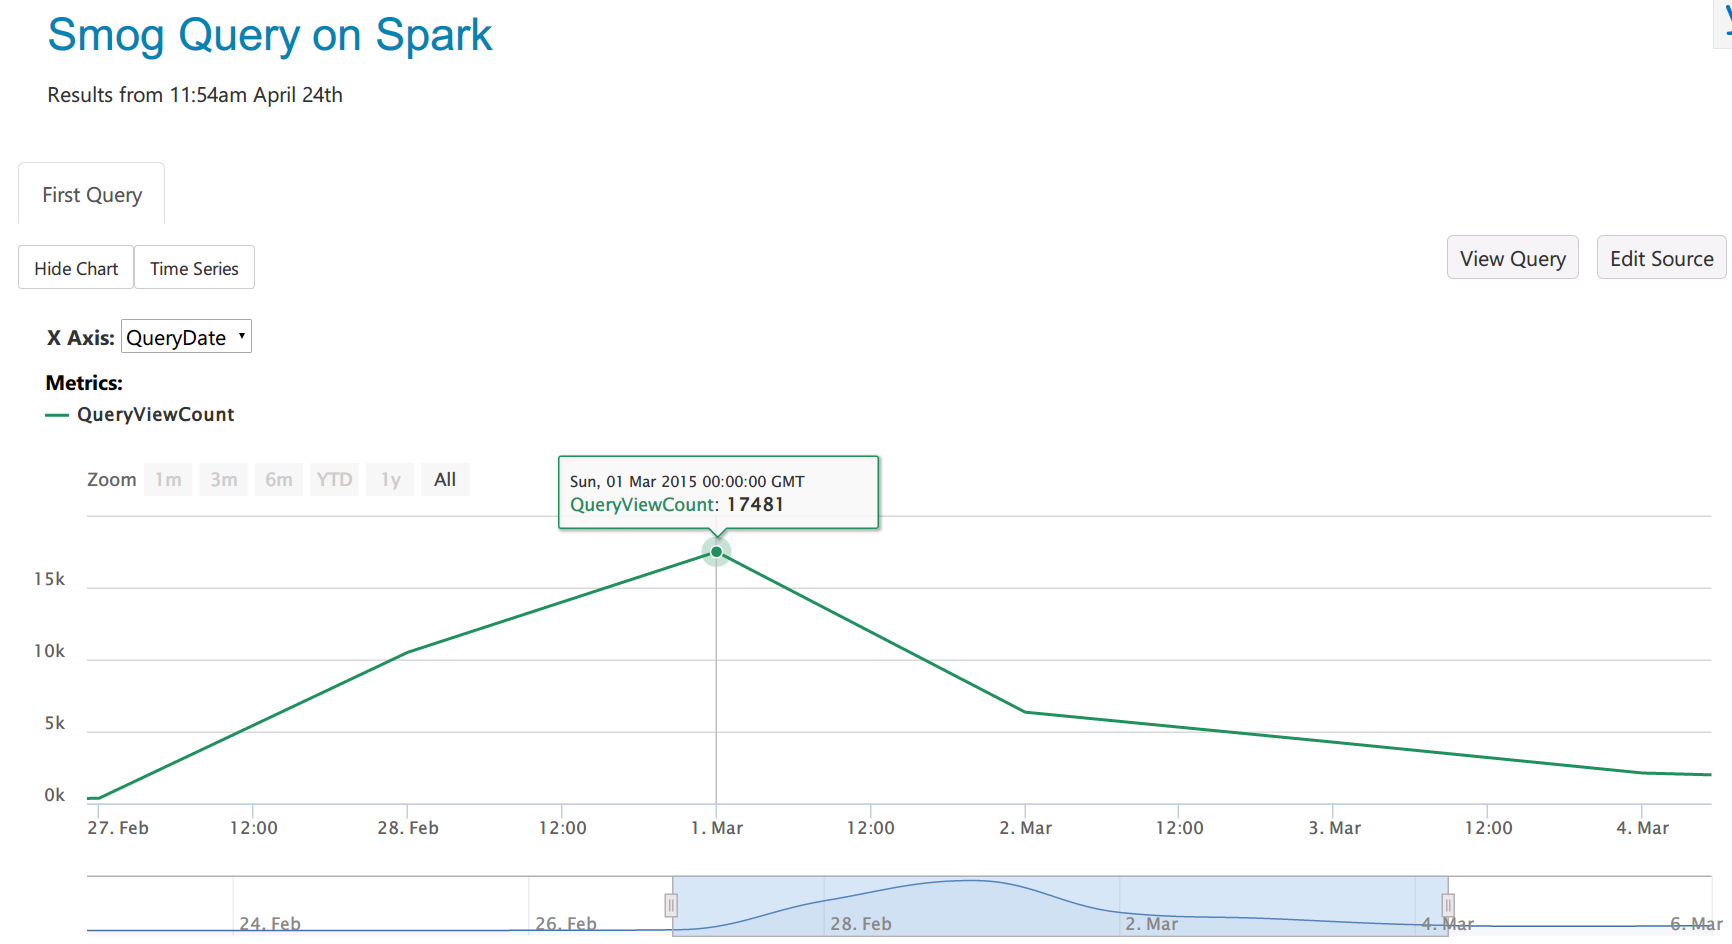 Smog Query on Spark
Results from 11:54am April 24th
First Query
Hide Chart Time Series
View Query Edit Source
X Axis: QueryDate
Metrics:
QueryViewCount
Zoom 1m 3m 6m YTD 1y All
Sun, 01 Mar 2015 00:00:00 GMT
QueryViewCount: 17481
15k
10k
5k
0k
27. Feb 12:00 28. Feb 12:00 1. Mar 12:00 2. Mar 12:00 3. Mar 12:00 4. Mar
24. Feb 26. Feb 28. Feb 2. Mar 4. Mar 6. Mar